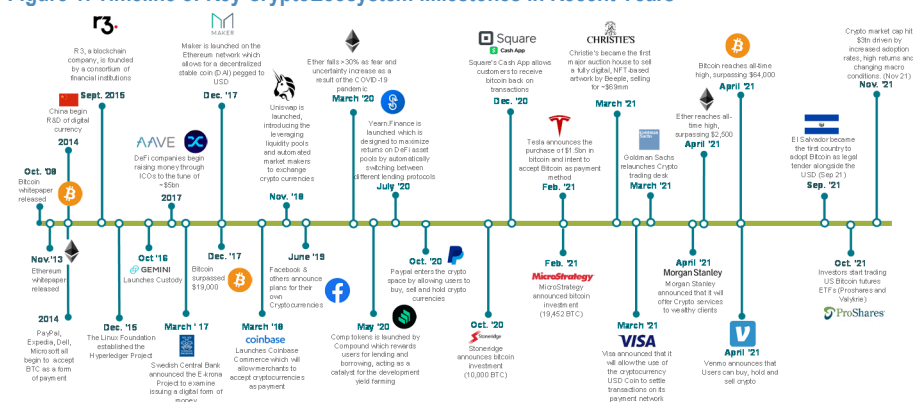 Figure 1: Timeline of Key CryptoEcosystem Milestones in Recent Years
r3.
R3, a blockchain
company, is founded
by a consortium of
financial institutions
Sept. 2015
China begin
R&D of digital
currency
2014
Oct. '08
Bitcoin
whitepaper
released
AAVE
DeFi companies begin
raising money through
ICOs to the tune of
~$5bn
2017
MAKER
Maker is launched on the
Ethereum network which
allows for a decentralized
stable coin (DAI) pegged to
USD
Dec. '17
Uniswap is
launched,
introducing the
leveraging
liquidity pools
and automated
market makers
to exchange
crypto currencies
Nov. '18
Ether falls >30% as fear and
uncertainty increase as a
result of the COVID-19
pandemic
March '20
Yearn.Finance is
launched which is
designed to maximize
returns on DeFi asset
pools by automatically
switching between
different lending protocols
July '20
Square
Cash App
Square's Cash App allows
customers to receive
bitcoin back on
transactions
Dec. '20
Tesla announces the
purchase of $1.5bn in
bitcoin and intent to
accept Bitcoin as payment
method
Feb. '21
CHRISTIE'S
Christie's became the first
major auction house to sell
a fully digital, NFT-based
artwork by Beeple, selling
for ~$69mm
March '21
Goldman
Sachs
Goldman Sachs
relaunches Crypto
trading desk
March '21
Bitcoin reaches all-time
high, surpassing $64,000
April '21
Ether reaches all-
time high,
surpassing $2,500
April '21
El Salvador became
the first country to
adopt Bitcoin as legal
tender alongside the
USD (Sep 21)
Sep. '21
Crypto market cap hit
$3tn driven by
increased adoption
rates, high returns and
changing macro
conditions. (Nov 21)
Nov. '21
Nov.'13
Ethereum
whitepaper
released
2014
PayPal,
Expedia, Dell,
Microsoft all
begin to accept
BTC as a form
of payment
Dec. '15
The Linux Foundation
established the
Hyperledger Project
Oct '16
GEMINI
Launches Custody
March ' 17
Swedish Central Bank
announced the E-krona
Project to examine
issuing a digital form of
money
Dec. '17
Bitcoin
surpassed
$19,000
March '18
coinbase
Launches Coinbase
Commerce which will
allow merchants to
accept cryptocurrencies
as payment
June '19
Facebook &
others announce
plans for their
own
Cryptocurrencies
May '20
Comp tokens is launched by
Compound which rewards
users for lending and
borrowing, acting as a
catalyst for the development
yield farming
Oct. '20
Paypal enters the crypto
space by allowing users to
buy, sell and hold crypto
currencies
Oct. '20
Stoneridge
Stoneridge announces
bitcoin
investment
(10,000 BTC)
Feb. '21
MicroStrategy
MicroStrategy
announced bitcoin
investment
(19,452 BTC)
March '21
VISA
Visa announced that it
will allow the use of
the cryptocurrency
USD Coin to settle
transactions on its
payment network
April '21
Morgan Stanley
Morgan Stanley
announced that it will
offer Crypto services
to wealthy clients
April '21
Venmo announces that
Users can buy, hold and
sell crypto
Oct. '21
Investors start trading
US Bitcoin futures
ETFs (Proshares and
Valkyrie)
ProShares